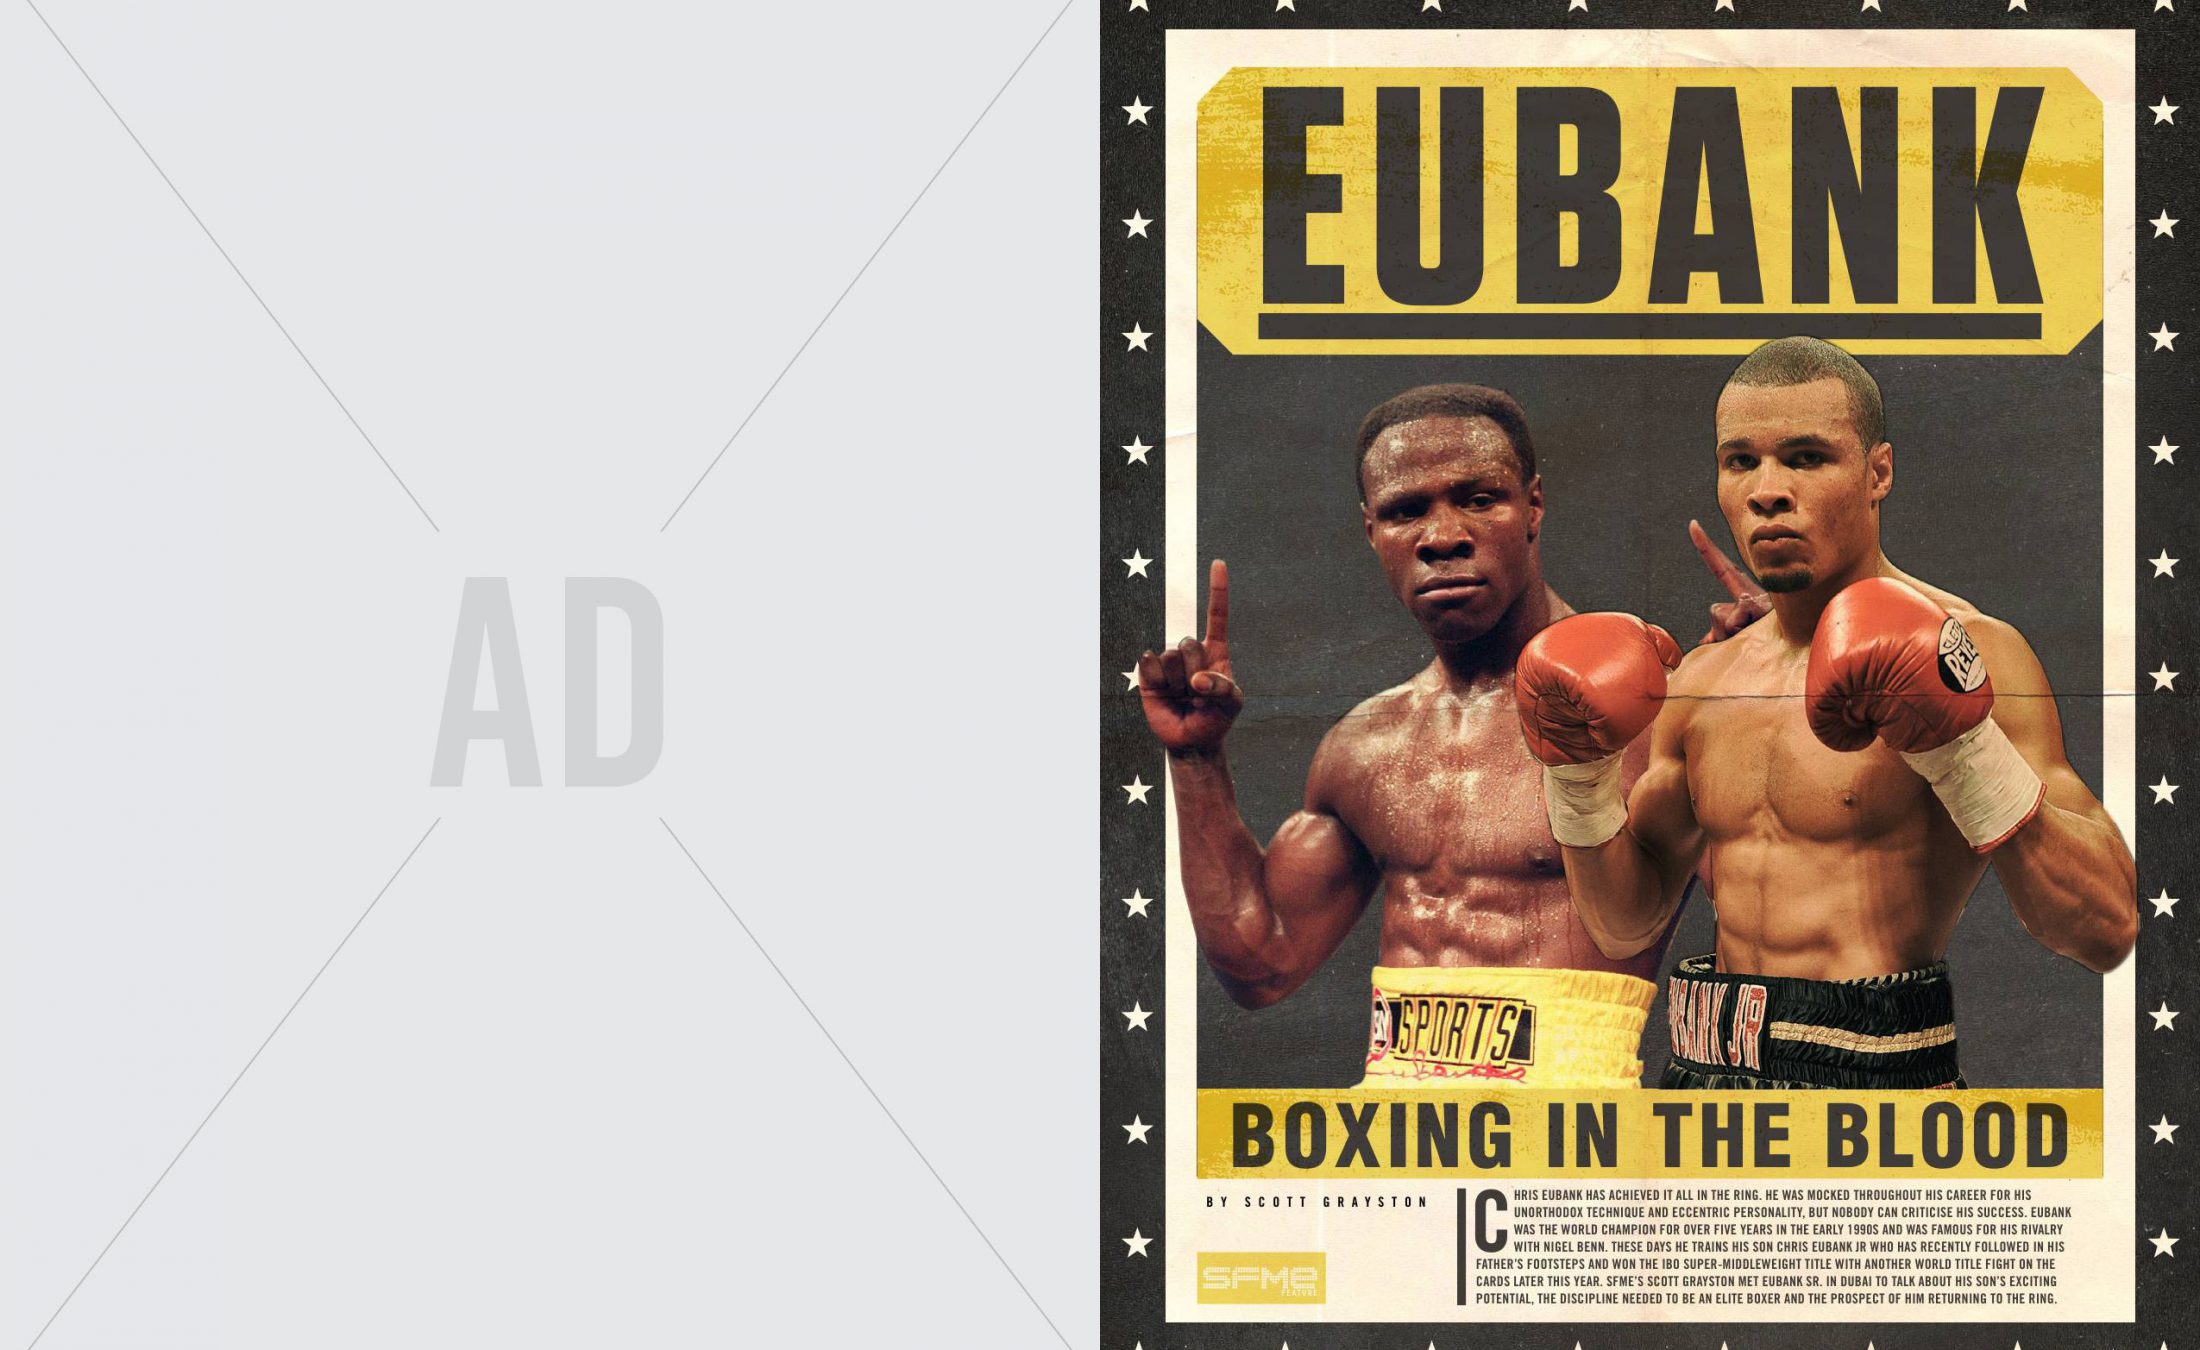 AD
EUBANK
CLETO
REYES
SPORTS
Eubank
UBANK JR
BOXING IN THE BLOOD
BY SCOTT GRAYSTON
CHRIS EUBANK HAS ACHIEVED IT ALL IN THE RING. HE WAS MOCKED THROUGHOUT HIS CAREER FOR HIS
UNORTHODOX TECHNIQUE AND ECCENTRIC PERSONALITY, BUT NOBODY CAN CRITICISE HIS SUCCESS. EUBANK
WAS THE WORLD CHAMPION FOR OVER FIVE YEARS IN THE EARLY 1990S AND WAS FAMOUS FOR HIS RIVALRY
WITH NIGEL BENN. THESE DAYS HE TRAINS HIS SON CHRIS EUBANK JR WHO HAS RECENTLY FOLLOWED IN HIS
FATHER'S FOOTSTEPS AND WON THE IBO SUPER-MIDDLEWEIGHT TITLE WITH ANOTHER WORLD TITLE FIGHT ON THE
CARDS LATER THIS YEAR. SFME'S SCOTT GRAYSTON MET EUBANK SR. IN DUBAI TO TALK ABOUT HIS SON'S EXCITING
POTENTIAL, THE DISCIPLINE NEEDED TO BE AN ELITE BOXER AND THE PROSPECT OF HIM RETURNING TO THE RING.
SFME
FEATURE